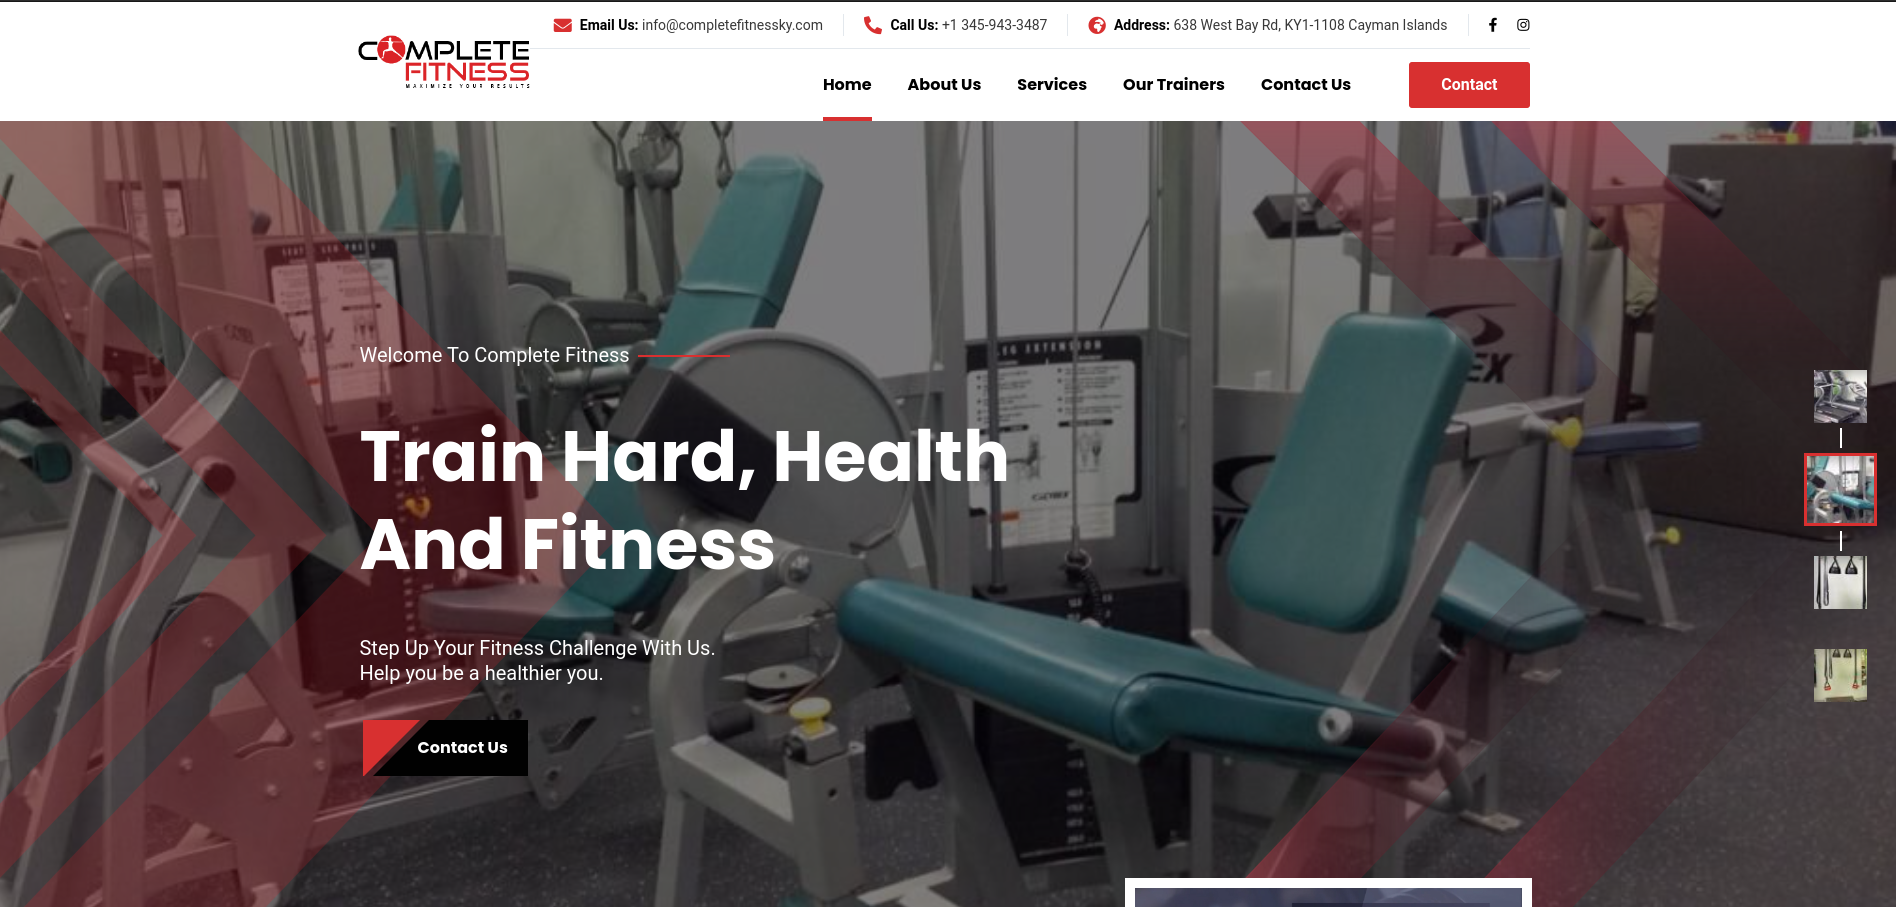 Email Us: info@completefitnessky.com
Call Us: +1 345-943-3487
Address: 638 West Bay Rd, KY1-1108 Cayman Islands
COMPLETE
FITNESS
MAXIMIZE YOUR RESULTS
Home
About Us
Services
Our Trainers
Contact Us
Contact
LEG EXTENSION
Welcome To Complete Fitness
Train Hard, Health
And Fitness
Step Up Your Fitness Challenge With Us.
Help you be a healthier you.
Contact Us